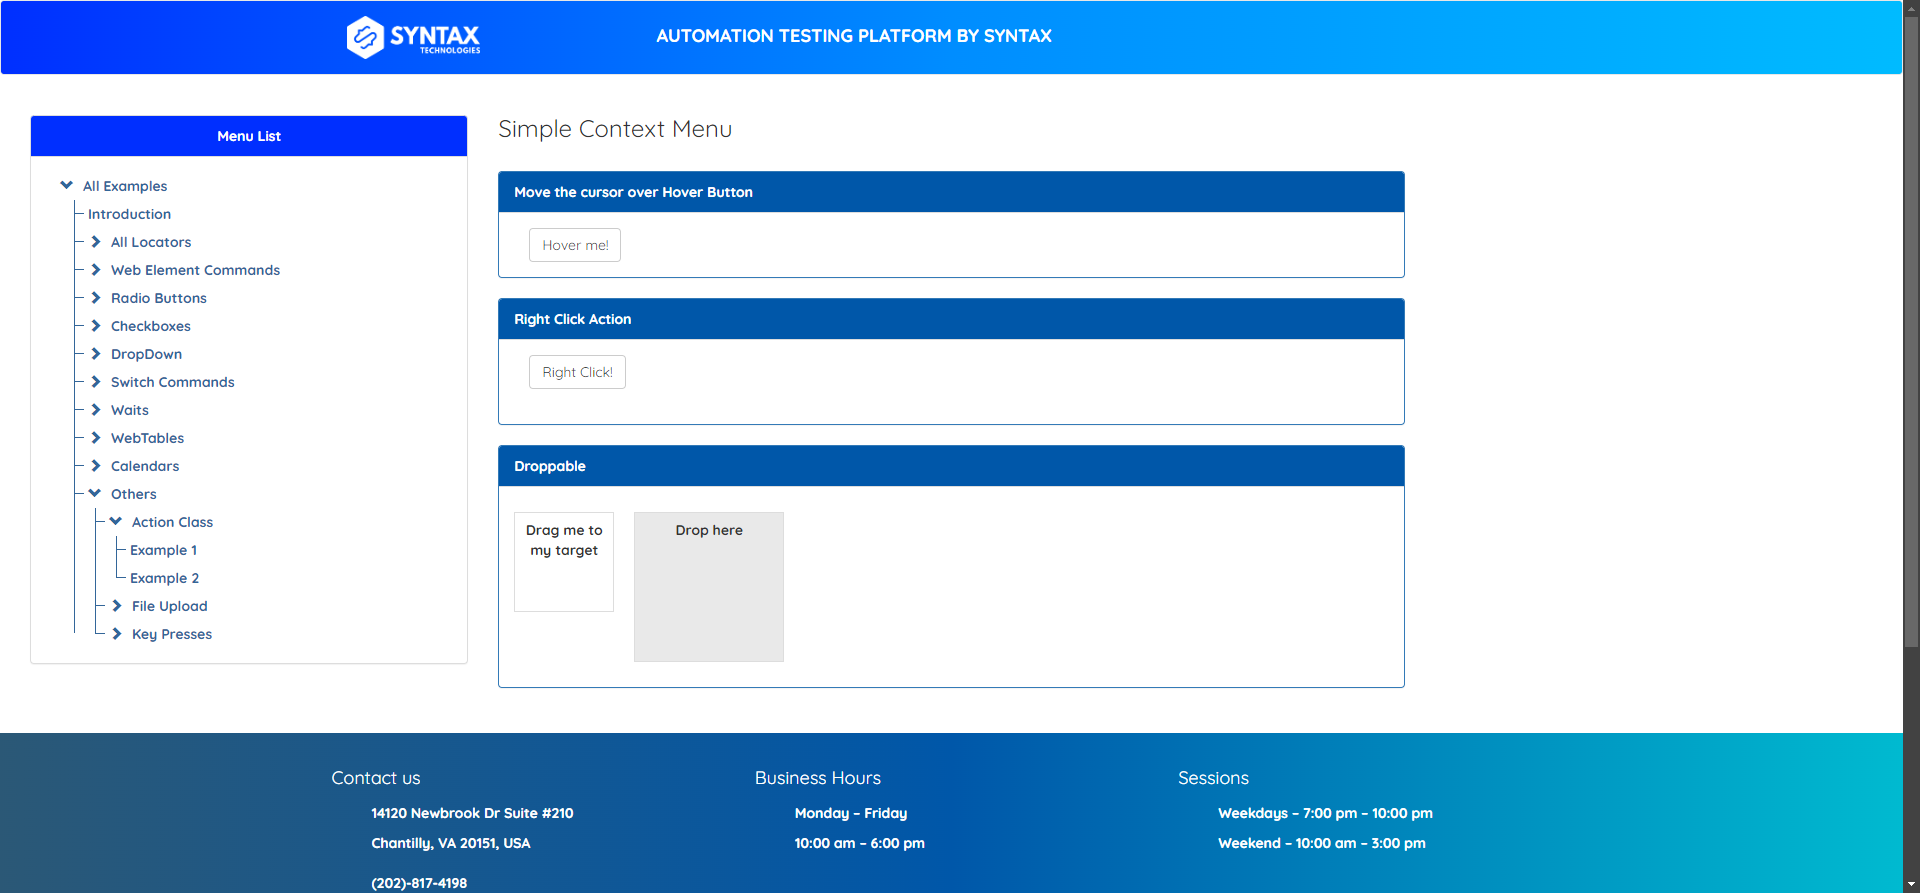 SYNTAX
TECHNOLOGIES
AUTOMATION TESTING PLATFORM BY SYNTAX
Menu List
All Examples
Introduction
All Locators
Web Element Commands
Radio Buttons
Checkboxes
DropDown
Switch Commands
Waits
WebTables
Calendars
Others
Action Class
Example 1
Example 2
File Upload
Key Presses
Simple Context Menu
Move the cursor over Hover Button
Hover me!
Right Click Action
Right Click!
Droppable
Drag me to
my target
Drop here
Contact us
14120 Newbrook Dr Suite #210
Chantilly, VA 20151, USA
(202)-817-4198
Business Hours
Monday – Friday
10:00 am – 6:00 pm
Sessions
Weekdays – 7:00 pm – 10:00 pm
Weekend – 10:00 am – 3:00 pm